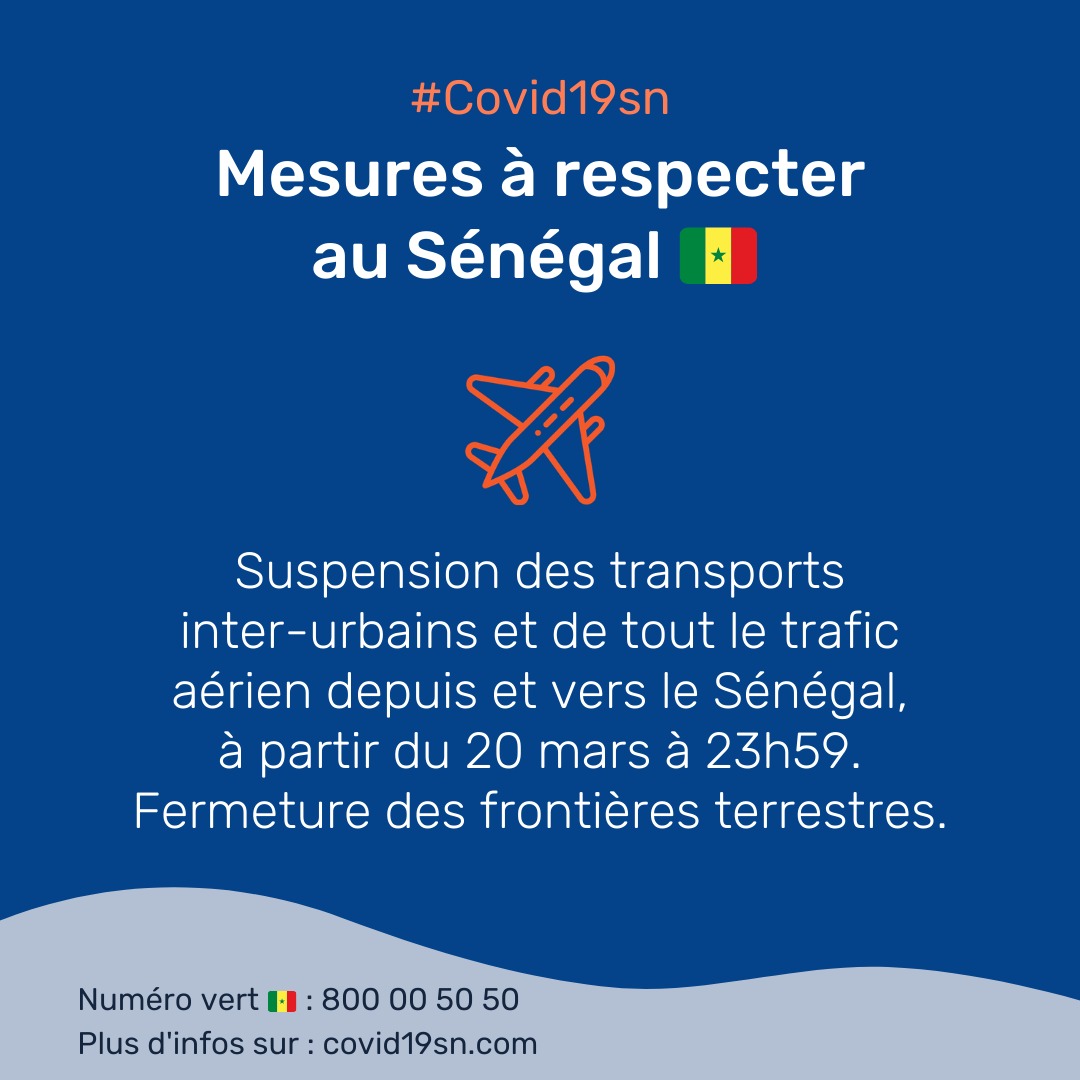 #Covid19sn
Mesures à respecter
au Sénégal 🇸🇳
Suspension des transports
inter-urbains et de tout le trafic
aérien depuis et vers le Sénégal,
à partir du 20 mars à 23h59.
Fermeture des frontières terrestres.
Numéro vert 🇸🇳 : 800 00 50 50
Plus d'infos sur : covid19sn.com